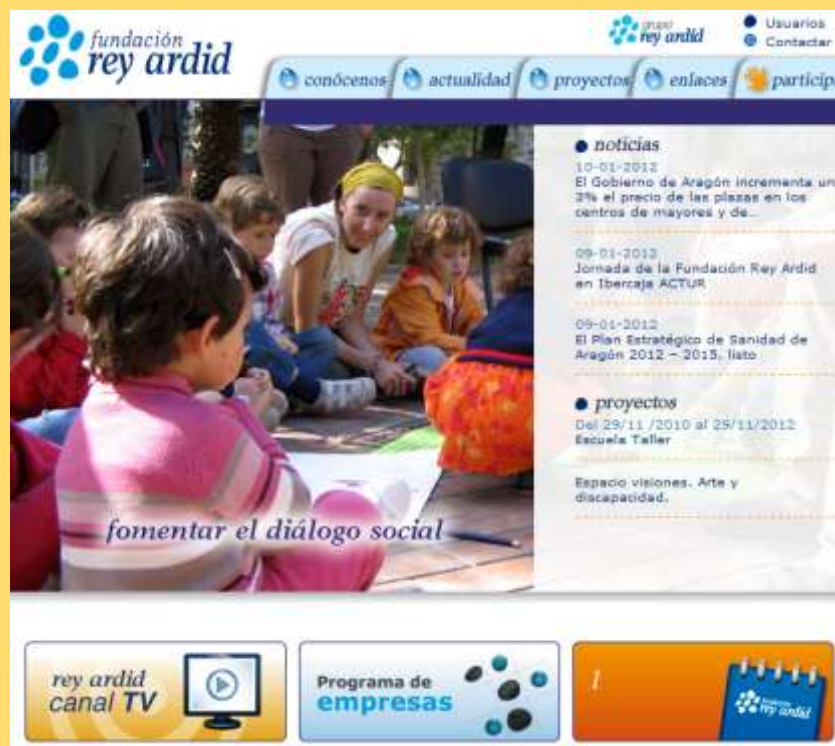 fundación
rey ardid
grupo
rey ardid
Usuarios
Contactar
conócenos
actualidad
proyectos
enlaces
particip
noticias
10-01-2012
El Gobierno de Aragón incrementa un
3% el precio de las plazas en los
centros de mayores y de...
09-01-2012
Jornada de la Fundación Rey Ardid
en Ibercaja ACTUR
09-01-2012
El Plan Estratégico de Sanidad de
Aragón 2012 – 2015, listo
proyectos
Del 29/11 /2010 al 29/11/2012
Escuela Taller
Espacio visiones. Arte y
discapacidad.
fomentar el diálogo social
rey ardid
canal TV
Programa de
empresas
i
rey ardid